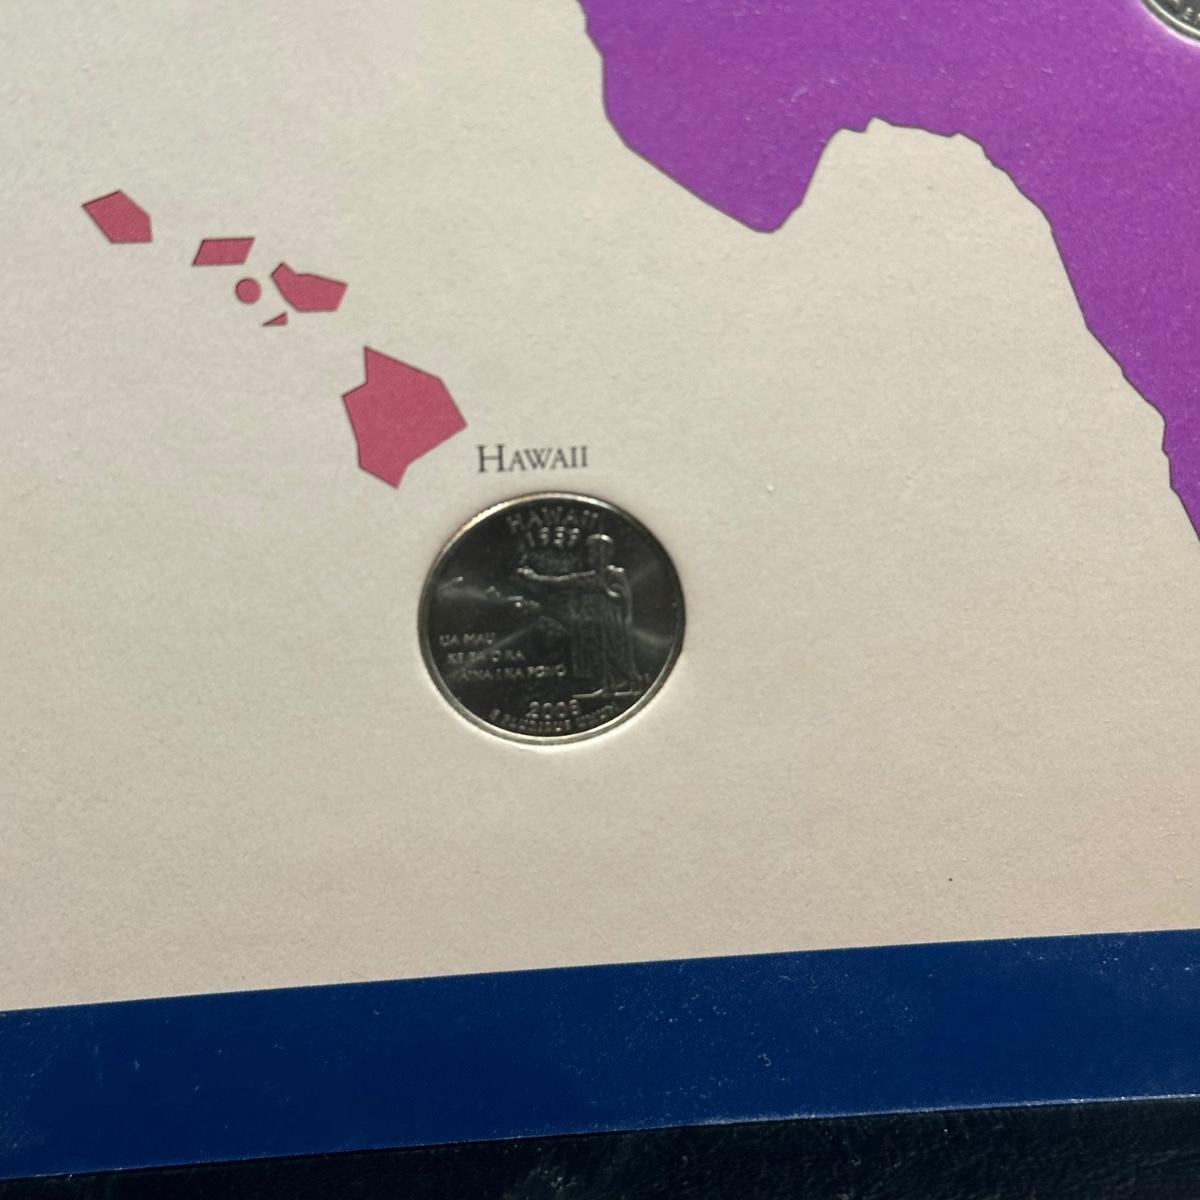 HAWAII
HAWAII
1959
UA MAU
KE EA O KA
ʻĀINA I KA PONO
2008
E PLURIBUS UNUM